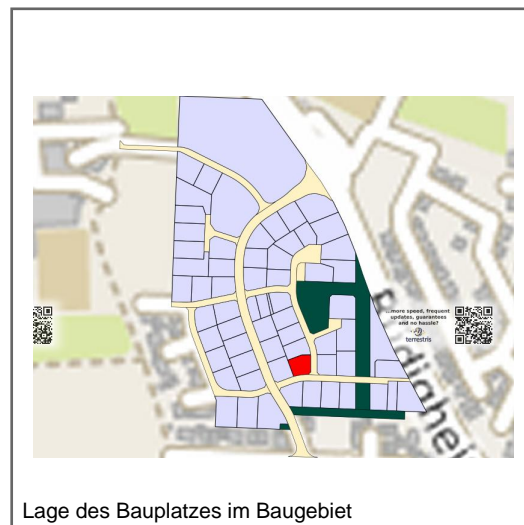 ...more speed, frequent
updates, guarantees
and no hassle?
terrestris
Lage des Bauplatzes im Baugebiet